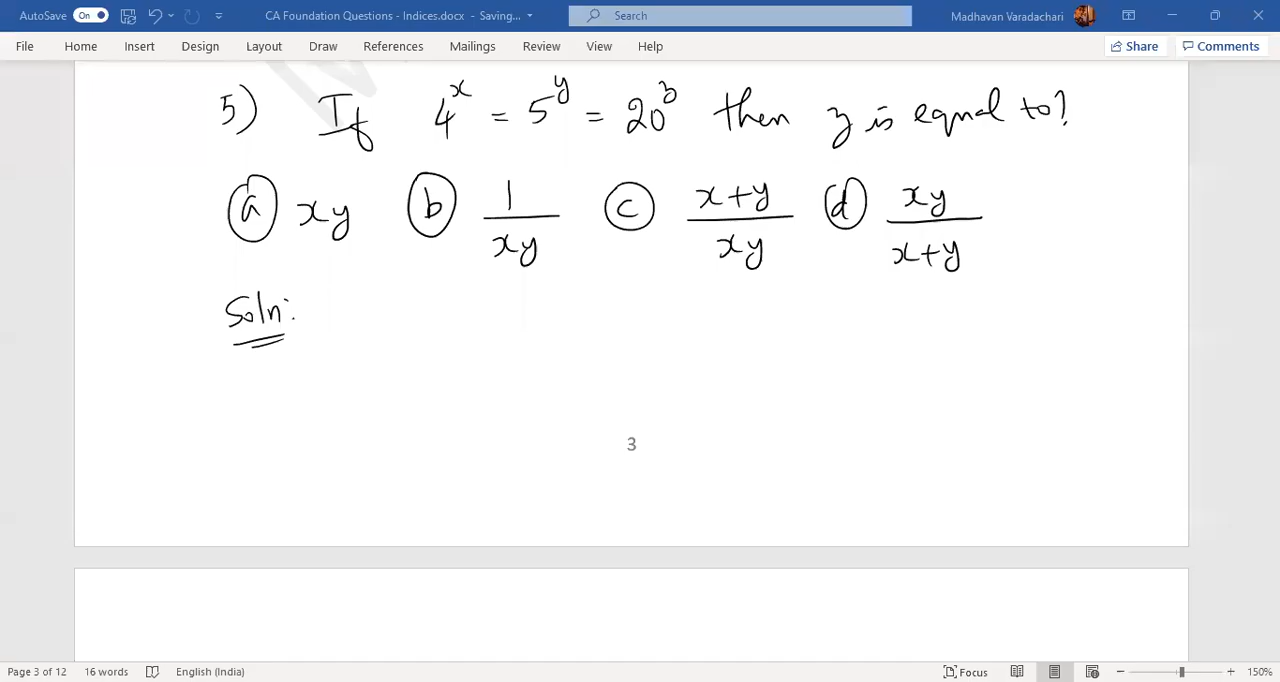 AutoSave On CA Foundation Questions - Indices.docx - Saving... Search Madhavan Varadachari
File Home Insert Design Layout Draw References Mailings Review View Help Share Comments
5) If 4^x = 5^y = 20^z then z is equal to?
(a) xy (b) 1/xy (c) x+y/xy (d) xy/x+y
Soln:
3
Page 3 of 12 16 words English (India) Focus 150%